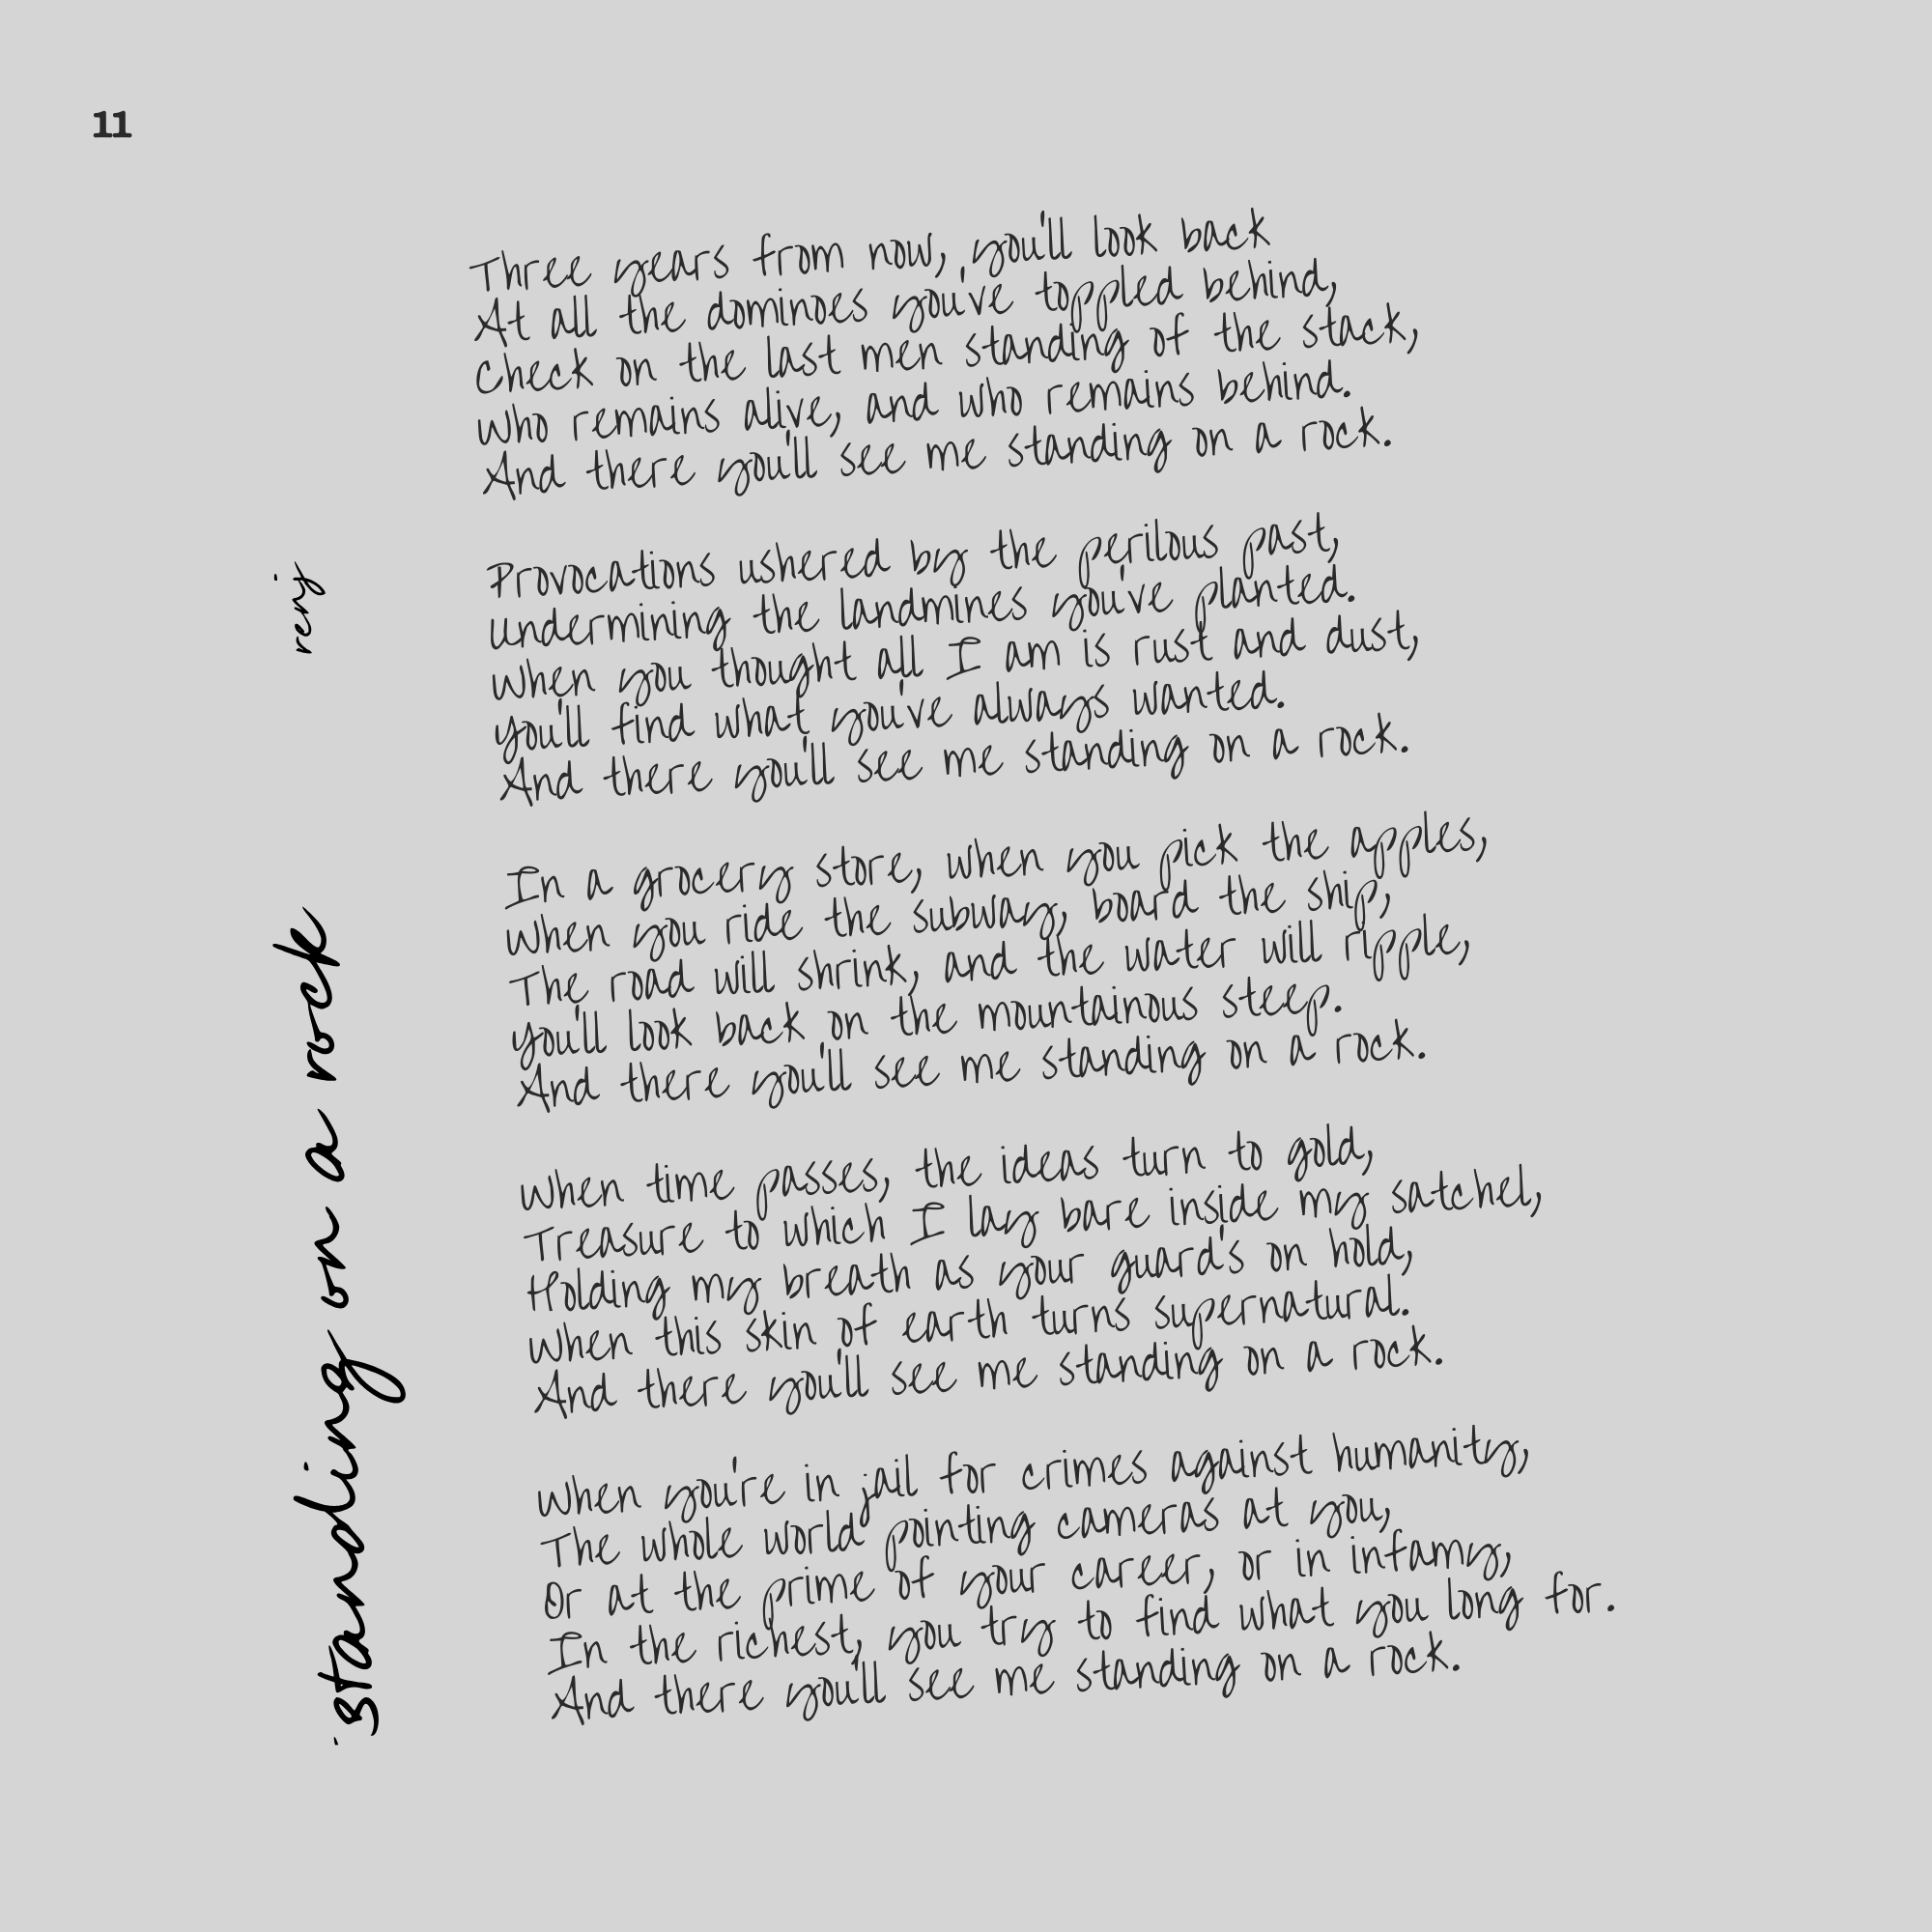 11
standing on a rock
remy
Three years from now, you'll look back
At all the dominoes you've toppled behind,
Check on the last men standing of the stack,
Who remains alive, and who remains behind.
And there you'll see me standing on a rock.
Provocations ushered by the perilous past,
Undermining the landmines you've planted.
When you thought all I am is rust and dust,
You'll find what you've always wanted.
And there you'll see me standing on a rock.
In a grocery store, when you pick the apples,
When you ride the subway, board the ship,
The road will shrink, and the water will ripple,
You'll look back on the mountainous steep.
And there you'll see me standing on a rock.
When time passes, the ideas turn to gold,
Treasure to which I lay bare inside my satchel,
Holding my breath as your guard's on hold,
When this skin of earth turns supernatural.
And there you'll see me standing on a rock.
When you're in jail for crimes against humanity,
The whole world pointing cameras at you,
Or at the prime of your career, or in infamy,
In the richest, you try to find what you long for.
And there you'll see me standing on a rock.